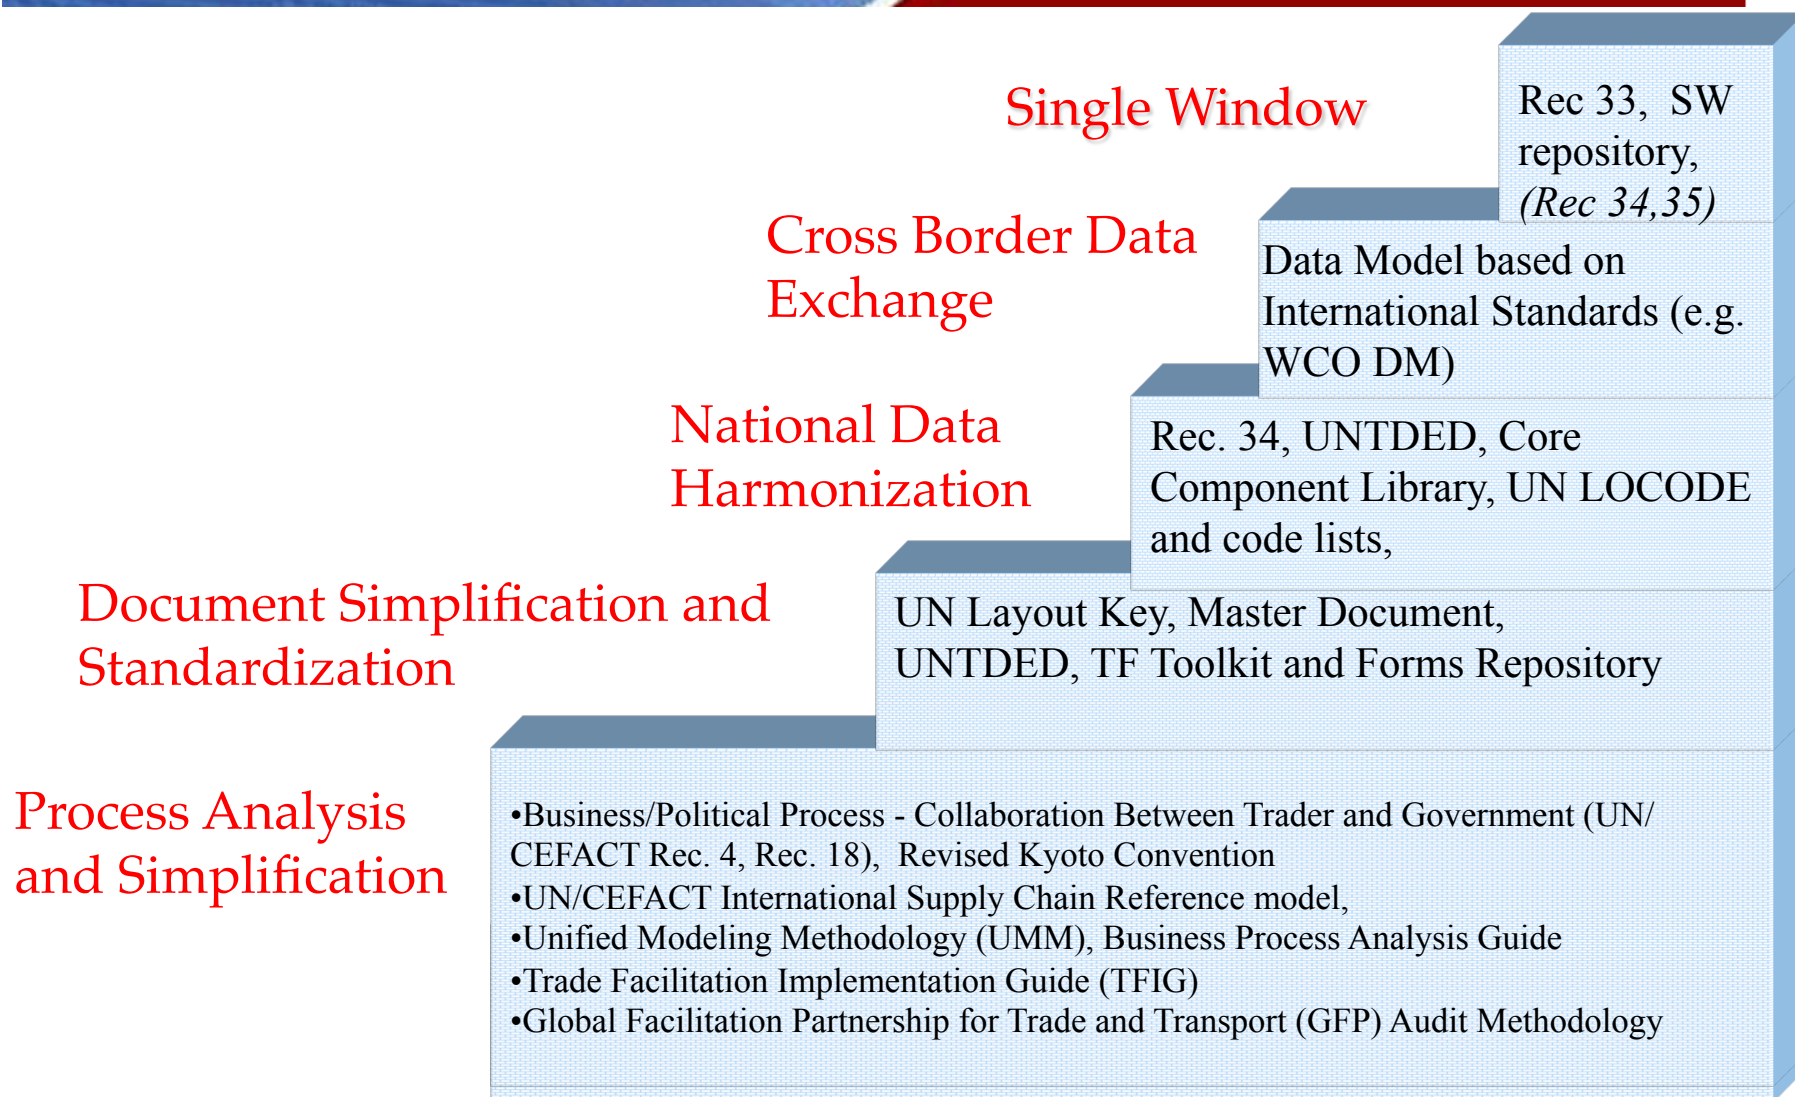 Single Window
Rec 33,  SW
repository,
(Rec 34,35)
Cross Border Data
Exchange
Data Model based on
International Standards (e.g.
WCO DM)
National Data
Harmonization
Rec. 34, UNTDED, Core
Component Library, UN LOCODE
and code lists,
Document Simplification and
Standardization
UN Layout Key, Master Document,
UNTDED, TF Toolkit and Forms Repository
Process Analysis
and Simplification
•Business/Political Process - Collaboration Between Trader and Government (UN/
CEFACT Rec. 4, Rec. 18),  Revised Kyoto Convention
•UN/CEFACT International Supply Chain Reference model,
•Unified Modeling Methodology (UMM), Business Process Analysis Guide
•Trade Facilitation Implementation Guide (TFIG)
•Global Facilitation Partnership for Trade and Transport (GFP) Audit Methodology